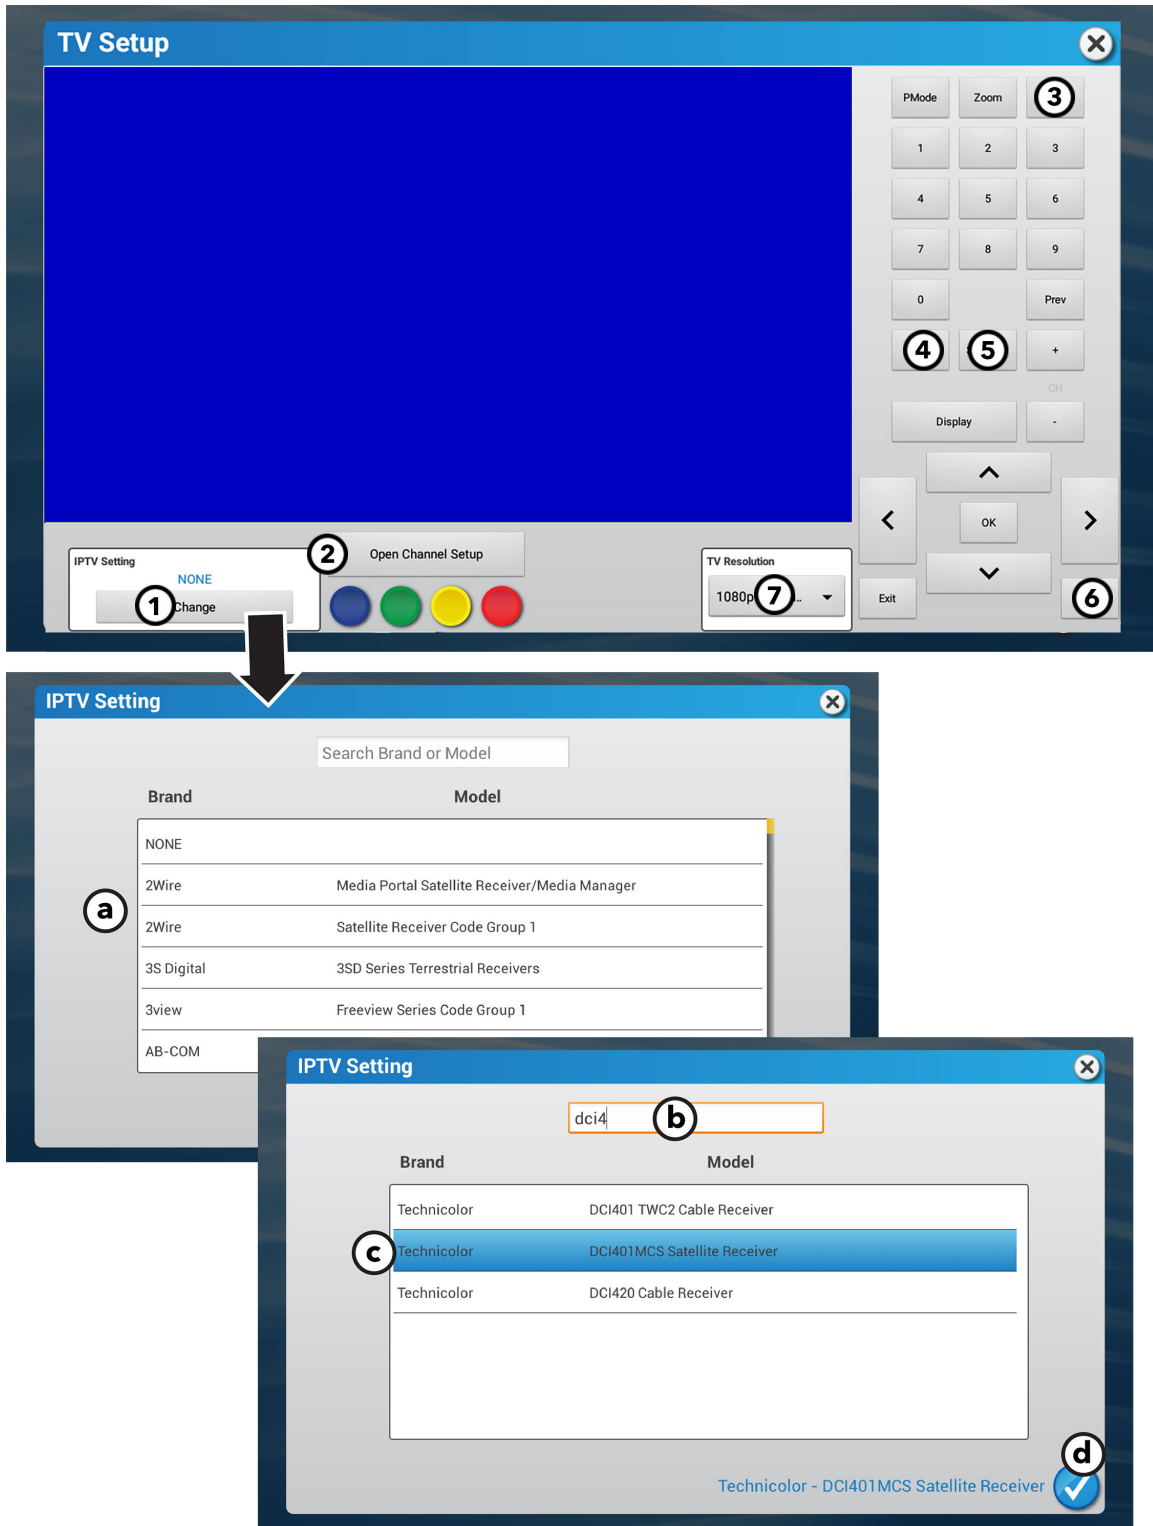 TV Setup
PMode Zoom 3
1 2 3
4 5 6
7 8 9
0 Prev
4 5 +
CH
Display -
OK
IPTV Setting
NONE
1 Change
2 Open Channel Setup
TV Resolution
1080p 7 ..
Exit 6
IPTV Setting
Search Brand or Model
Brand Model
NONE
a
2Wire Media Portal Satellite Receiver/Media Manager
2Wire Satellite Receiver Code Group 1
3S Digital 3SD Series Terrestrial Receivers
3view Freeview Series Code Group 1
AB-COM
IPTV Setting
dci4 b
Brand Model
Technicolor DCI401 TWC2 Cable Receiver
c Technicolor DCI401MCS Satellite Receiver
Technicolor DCI420 Cable Receiver
d
Technicolor - DCI401MCS Satellite Receiver